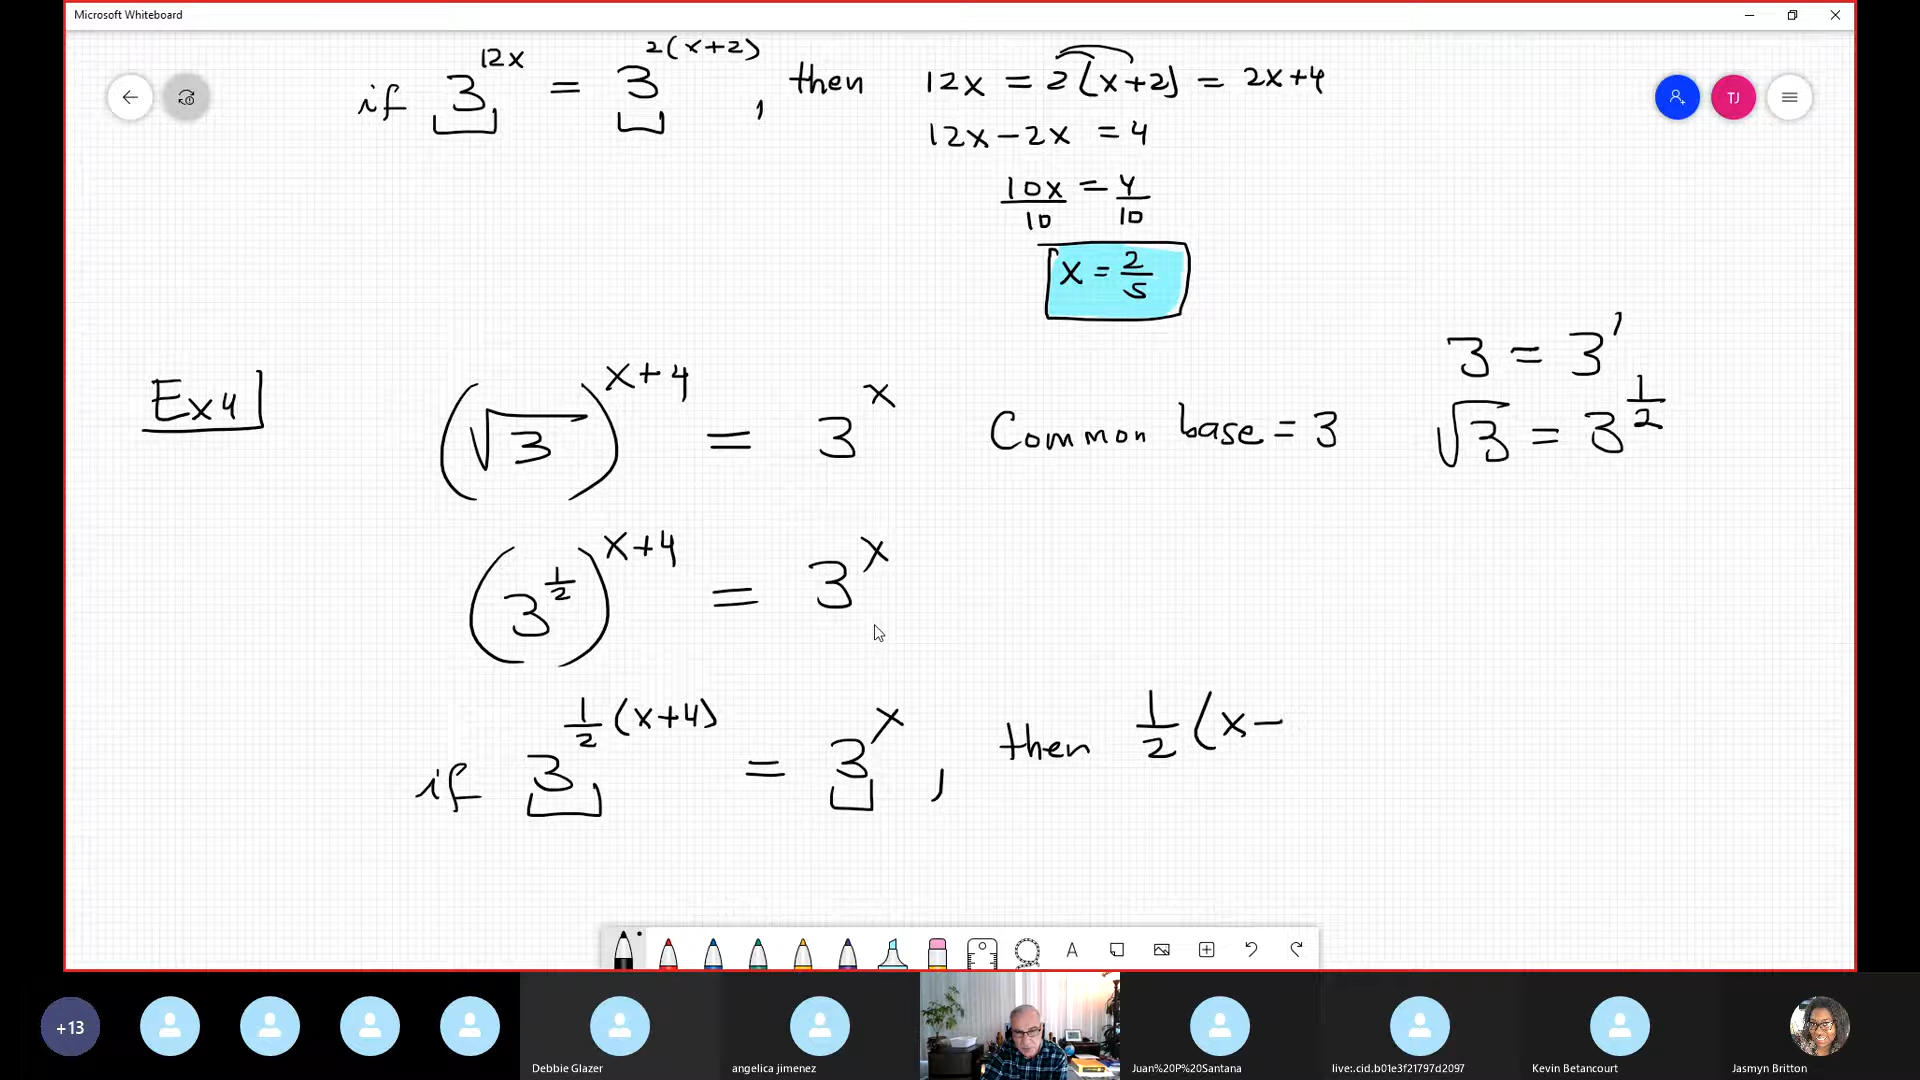 Microsoft Whiteboard
if 3^12x = 3^2(x+2) , then 12x = 2(x+2) = 2x+4
12x - 2x = 4
10x/10 = 4/10
x = 2/5
TJ
3 = 3^1
Ex4 (√3)^x+4 = 3^x Common base = 3 √3 = 3^1/2
(3^1/2)^x+4 = 3^x
if 3^1/2(x+4) = 3^x , then 1/2(x-
A
+13
Debbie Glazer
angelica jimenez
Juan%20P%20Santana
live:.cid.b01e3f21797d2097
Kevin Betancourt
Jasmyn Britton